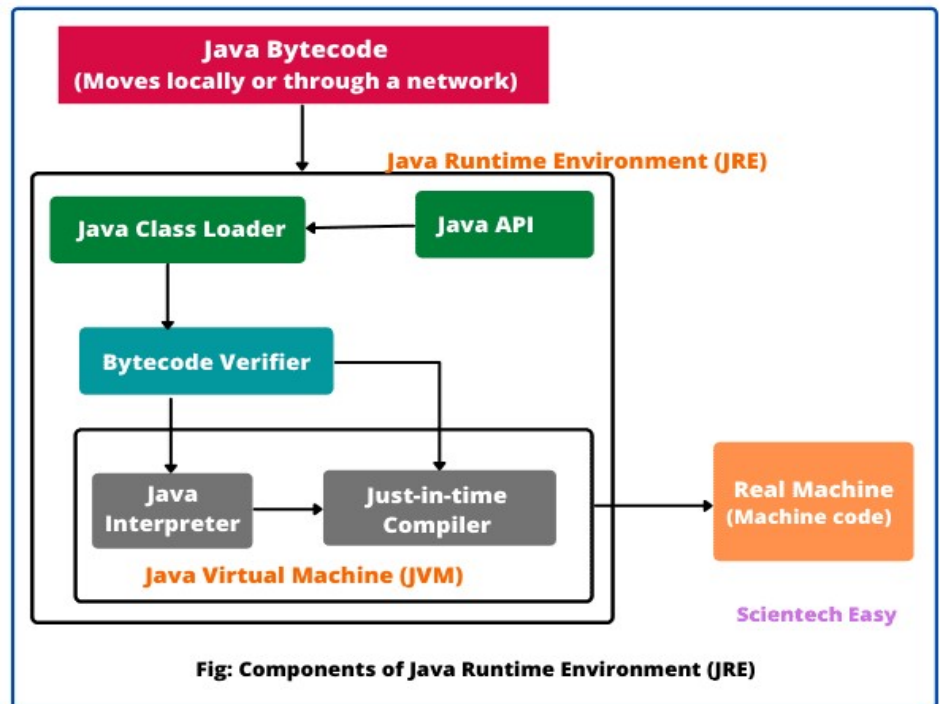 Java Bytecode
(Moves locally or through a network)
Java Runtime Environment (JRE)
Java Class Loader
Java API
Bytecode Verifier
Java
Interpreter
Just-in-time
Compiler
Java Virtual Machine (JVM)
Real Machine
(Machine code)
Scientech Easy
Fig: Components of Java Runtime Environment (JRE)